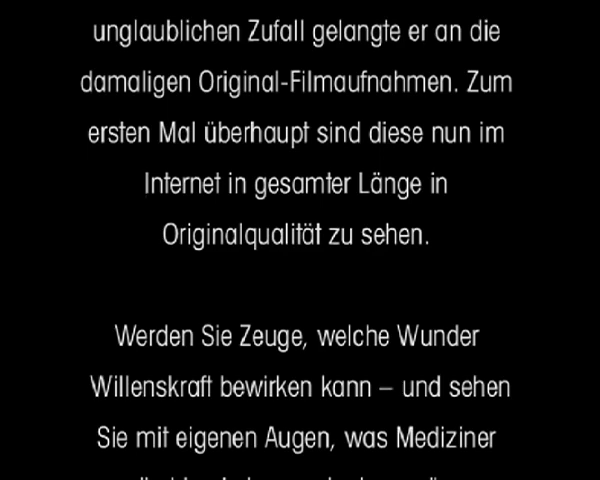 unglaublichen Zufall gelangte er an die
damaligen Original-Filmaufnahmen. Zum
ersten Mal überhaupt sind diese nun im
Internet in gesamter Länge in
Originalqualität zu sehen.
Werden Sie Zeuge, welche Wunder
Willenskraft bewirken kann – und sehen
Sie mit eigenen Augen, was Mediziner